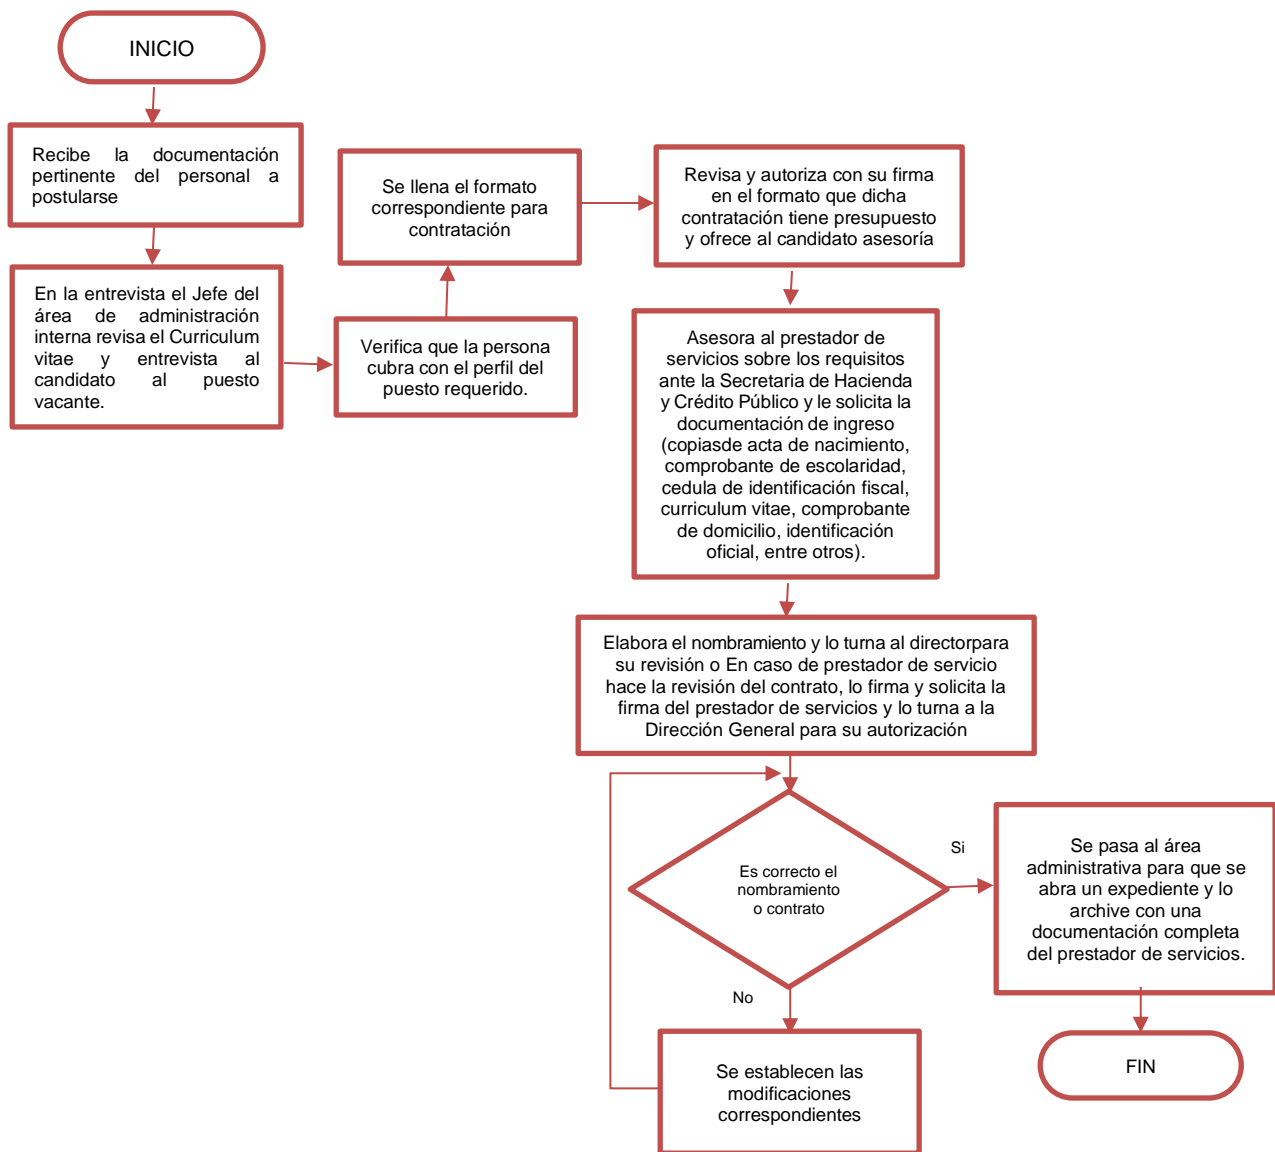 INICIO
Recibe la documentación
pertinente del personal a
postularse
En la entrevista el Jefe del
área de administración
interna revisa el Curriculum
vitae y entrevista al
candidato al puesto
vacante.
Verifica que la persona
cubra con el perfil del
puesto requerido.
Se llena el formato
correspondiente para
contratación
Revisa y autoriza con su firma
en el formato que dicha
contratación tiene presupuesto
y ofrece al candidato asesoría
Asesora al prestador de
servicios sobre los requisitos
ante la Secretaria de Hacienda
y Crédito Público y le solicita la
documentación de ingreso
(copiasde acta de nacimiento,
comprobante de escolaridad,
cedula de identificación fiscal,
curriculum vitae, comprobante
de domicilio, identificación
oficial, entre otros).
Elabora el nombramiento y lo turna al directorpara
su revisión o En caso de prestador de servicio
hace la revisión del contrato, lo firma y solicita la
firma del prestador de servicios y lo turna a la
Dirección General para su autorización
Es correcto el
nombramiento
o contrato
Si
Se pasa al área
administrativa para que se
abra un expediente y lo
archive con una
documentación completa
del prestador de servicios.
No
Se establecen las
modificaciones
correspondientes
FIN